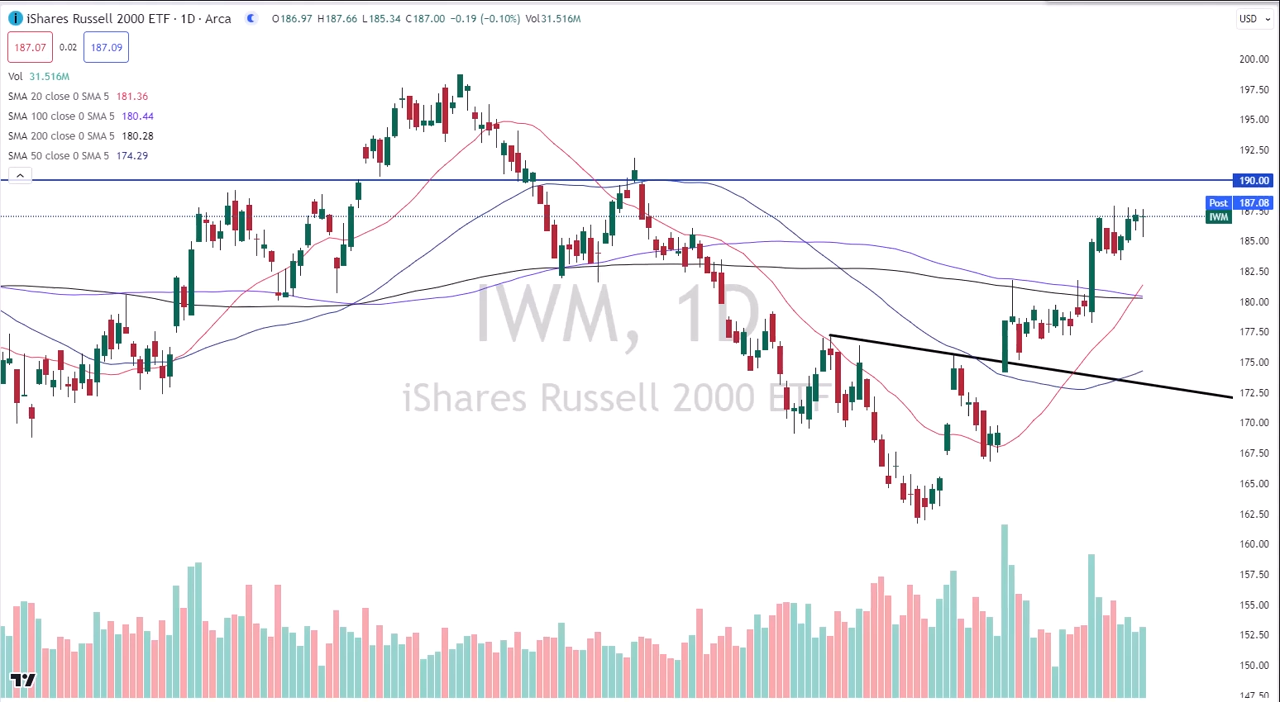 iShares Russell 2000 ETF · 1D · Arca O186.97 H187.66 L185.34 C187.00 −0.19 (−0.10%) Vol31.516M
USD
187.07 0.02 187.09
Vol 31.516M
SMA 20 close 0 SMA 5 181.36
SMA 100 close 0 SMA 5 180.44
SMA 200 close 0 SMA 5 180.28
SMA 50 close 0 SMA 5 174.29
IWM, 1D
iShares Russell 2000 ETF
200.00
197.50
195.00
192.50
190.00
Post 187.08
187.50
IWM
185.00
182.50
180.00
177.50
175.00
172.50
170.00
167.50
165.00
162.50
160.00
157.50
155.00
152.50
150.00
147.50